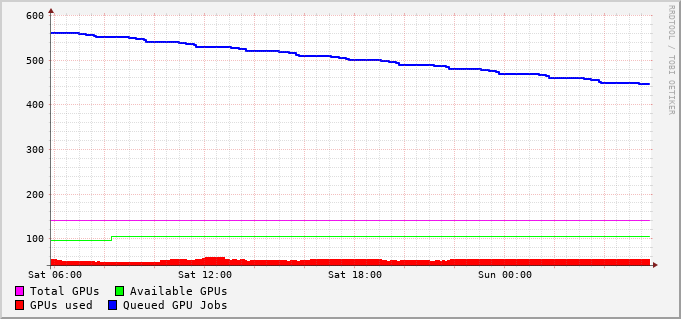 600
500
400
300
200
100
Sat 06:00 Sat 12:00 Sat 18:00 Sun 00:00
Total GPUs Available GPUs
GPUs used Queued GPU Jobs
RRDTOOL / TOBI OETIKER